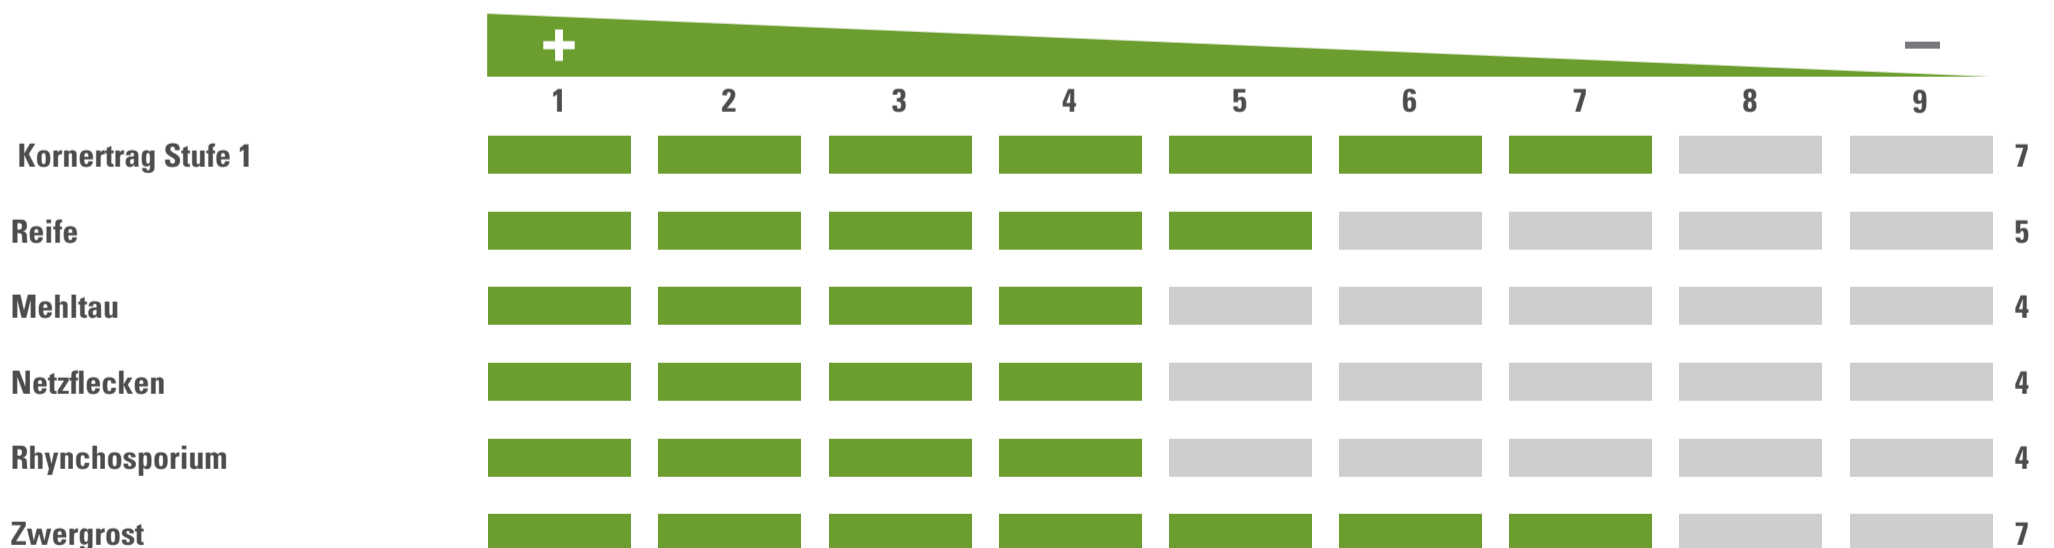 + −
1 2 3 4 5 6 7 8 9
Kornertrag Stufe 1 7
Reife 5
Mehltau 4
Netzflecken 4
Rhynchosporium 4
Zwergrost 7